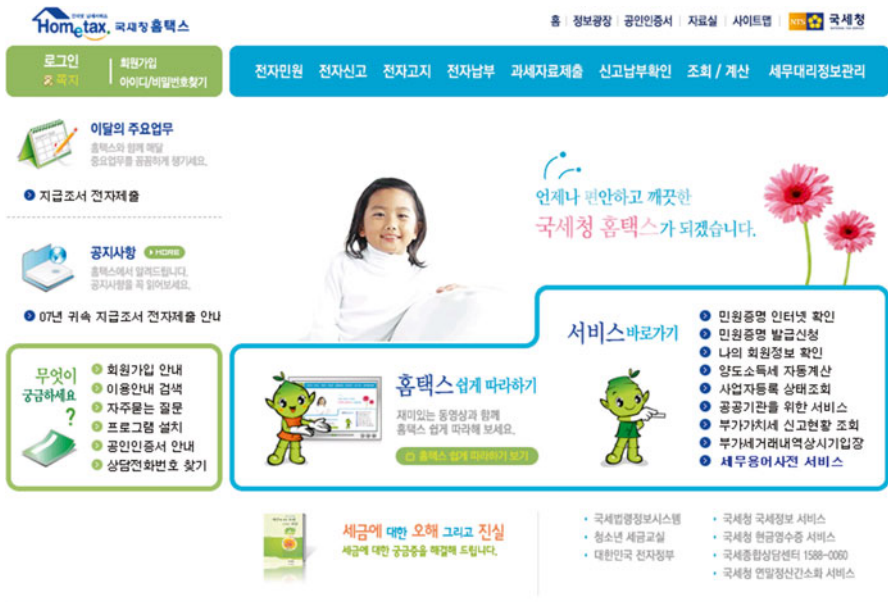 Hometax. 국세청홈택스
홈 | 정보광장 | 공인인증서 | 자료실 | 사이트맵 | NTS 국세청
로그인
쪽지
회원가입
아이디/비밀번호찾기
전자민원 전자신고 전자고지 전자납부 과세자료제출 신고납부확인 조회 / 계산 세무대리정보관리
이달의 주요업무
홈택스와 함께 매달
중요업무를 꼼꼼하게 챙기세요.
지급조서 전자제출
공지사항 MORE
홈택스에서 알려드립니다.
공지사항을 꼭 읽어보세요.
07년 귀속 지급조서 전자제출 안내
무엇이
궁금하세요
?
회원가입 안내
이용안내 검색
자주묻는 질문
프로그램 설치
공인인증서 안내
상담전화번호 찾기
언제나 편안하고 깨끗한
국세청 홈택스가 되겠습니다.
홈택스 쉽게 따라하기
재미있는 동영상과 함께
홈택스 쉽게 따라해 보세요.
홈택스 쉽게 따라하기 보기
서비스바로가기
민원증명 인터넷 확인
민원증명 발급신청
나의 회원정보 확인
양도소득세 자동계산
사업자등록 상태조회
공공기관을 위한 서비스
부가가치세 신고현황 조회
부가세거래내역상시기입장
세무용어사전 서비스
세금에 대한 오해 그리고 진실
세금에 대한 궁금증을 해결해 드립니다.
국세법령정보시스템
청소년 세금교실
대한민국 전자정부
국세청 국세정보 서비스
국세청 현금영수증 서비스
국세종합상담센터 1588-0060
국세청 연말정산간소화 서비스